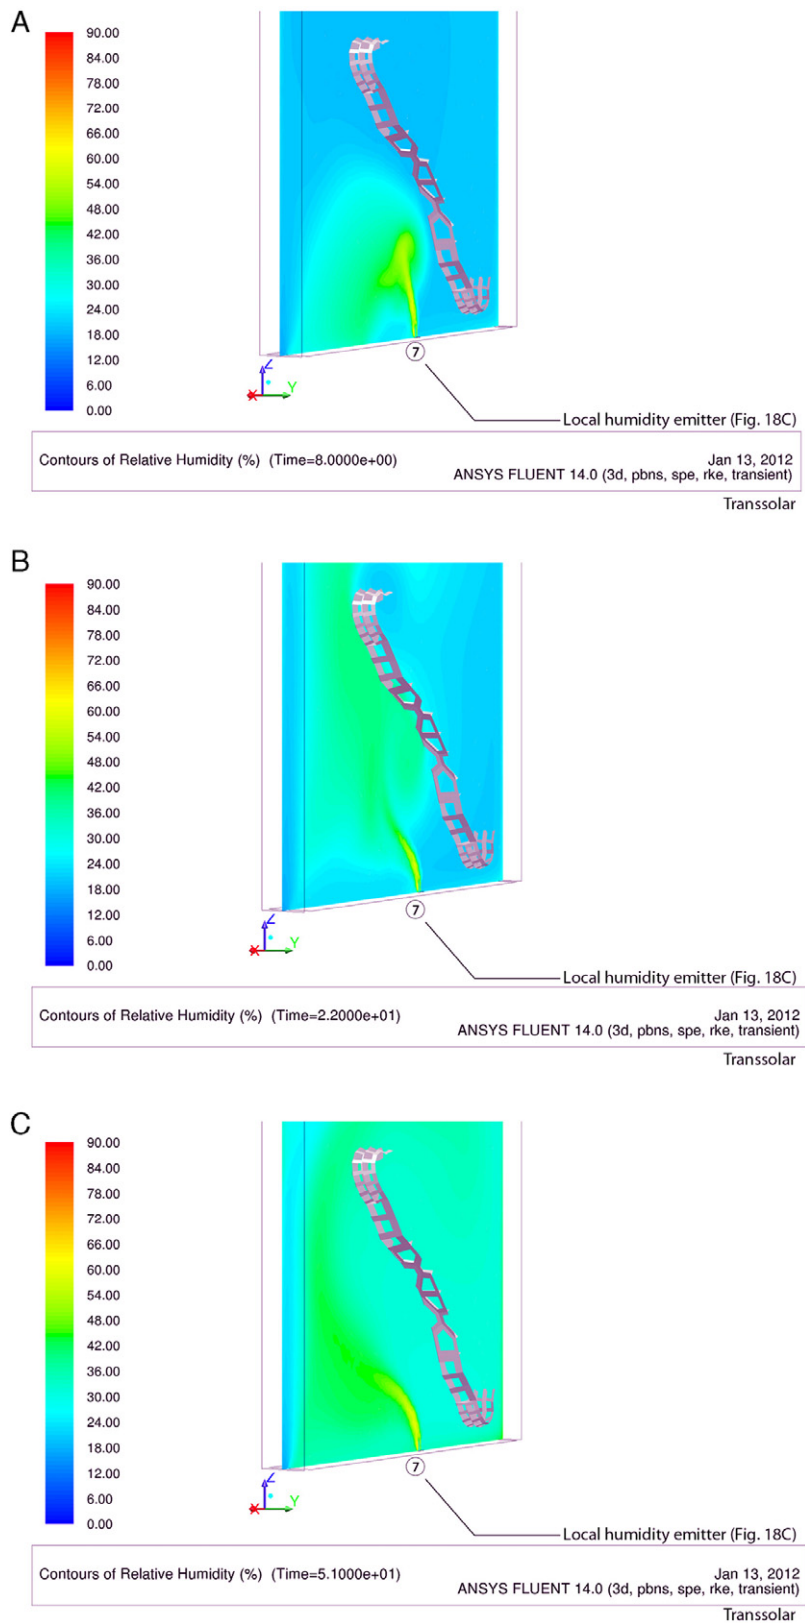 A
90.00
84.00
78.00
72.00
66.00
60.00
54.00
48.00
42.00
36.00
30.00
24.00
18.00
12.00
6.00
0.00
7
Z
X
Y
Local humidity emitter (Fig. 18C)
Contours of Relative Humidity (%) (Time=8.0000e+00)
Jan 13, 2012
ANSYS FLUENT 14.0 (3d, pbns, spe, rke, transient)
Transsolar
B
90.00
84.00
78.00
72.00
66.00
60.00
54.00
48.00
42.00
36.00
30.00
24.00
18.00
12.00
6.00
0.00
7
Z
X
Y
Local humidity emitter (Fig. 18C)
Contours of Relative Humidity (%) (Time=2.2000e+01)
Jan 13, 2012
ANSYS FLUENT 14.0 (3d, pbns, spe, rke, transient)
Transsolar
C
90.00
84.00
78.00
72.00
66.00
60.00
54.00
48.00
42.00
36.00
30.00
24.00
18.00
12.00
6.00
0.00
7
Z
X
Y
Local humidity emitter (Fig. 18C)
Contours of Relative Humidity (%) (Time=5.1000e+01)
Jan 13, 2012
ANSYS FLUENT 14.0 (3d, pbns, spe, rke, transient)
Transsolar